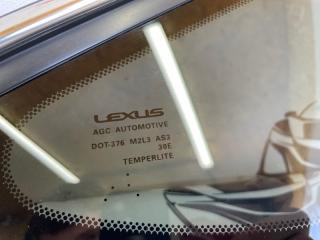 LEXUS
AGC AUTOMOTIVE
DOT-376 M2L3 AS2
30E
TEMPERLITE